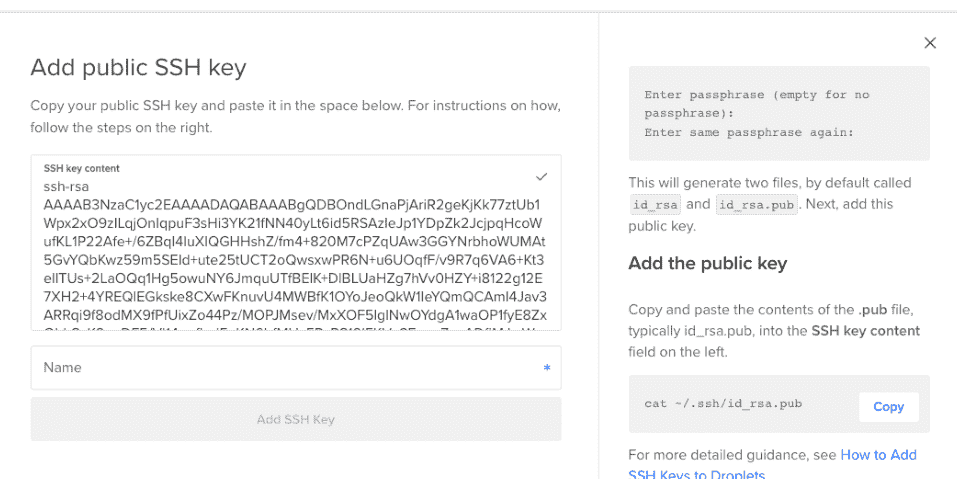 Add public SSH key
Copy your public SSH key and paste it in the space below. For instructions on how,
follow the steps on the right.
SSH key content
ssh-rsa
AAAAB3NzaC1yc2EAAAADAQABAAABgQDBOndLGnaPjAriR2geKjKk77ztUb1
Wpx2xO9zILqjOnIqpuF3sHi3YK21fNN40yLt6id5RSAzIeJp1YDpZk2JcjpqHcoW
ufKL1P22Afe+/6ZBqI4IuXIQGHHshZ/fm4+820M7cPZqUAw3GGYNrbhoWUMAt
5GvYQbKwz59m5SEId+ute25tUCT2oQwsxwPR6N+u6UOqfF/v9R7q6VA6+Kt3
eIlTUs+2LaOQq1Hg5owuNY6JmquUTfBEIK+DIBLUaHZg7hVv0HZY+i8122g12E
7XH2+4YREQIEGkske8CXwFKnuvU4MWBfK1OYoJeoQkW1IeYQmQCAmI4Jav3
ARRqi9f8odMX9fPfUixZo44Pz/MOPJMsev/MxXOF5IgINwOYdgA1waOP1fyE8Zx
Name *
Add SSH Key
Enter passphrase (empty for no
passphrase):
Enter same passphrase again:
This will generate two files, by default called
id_rsa and id_rsa.pub. Next, add this
public key.
Add the public key
Copy and paste the contents of the .pub file,
typically id_rsa.pub, into the SSH key content
field on the left.
cat ~/.ssh/id_rsa.pub Copy
For more detailed guidance, see How to Add
SSH Keys to Droplets